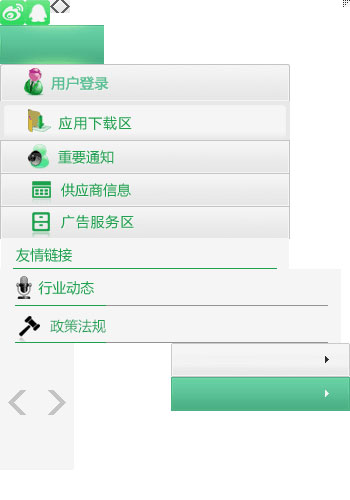 用户登录
应用下载区
重要通知
供应商信息
广告服务区
友情链接
行业动态
政策法规